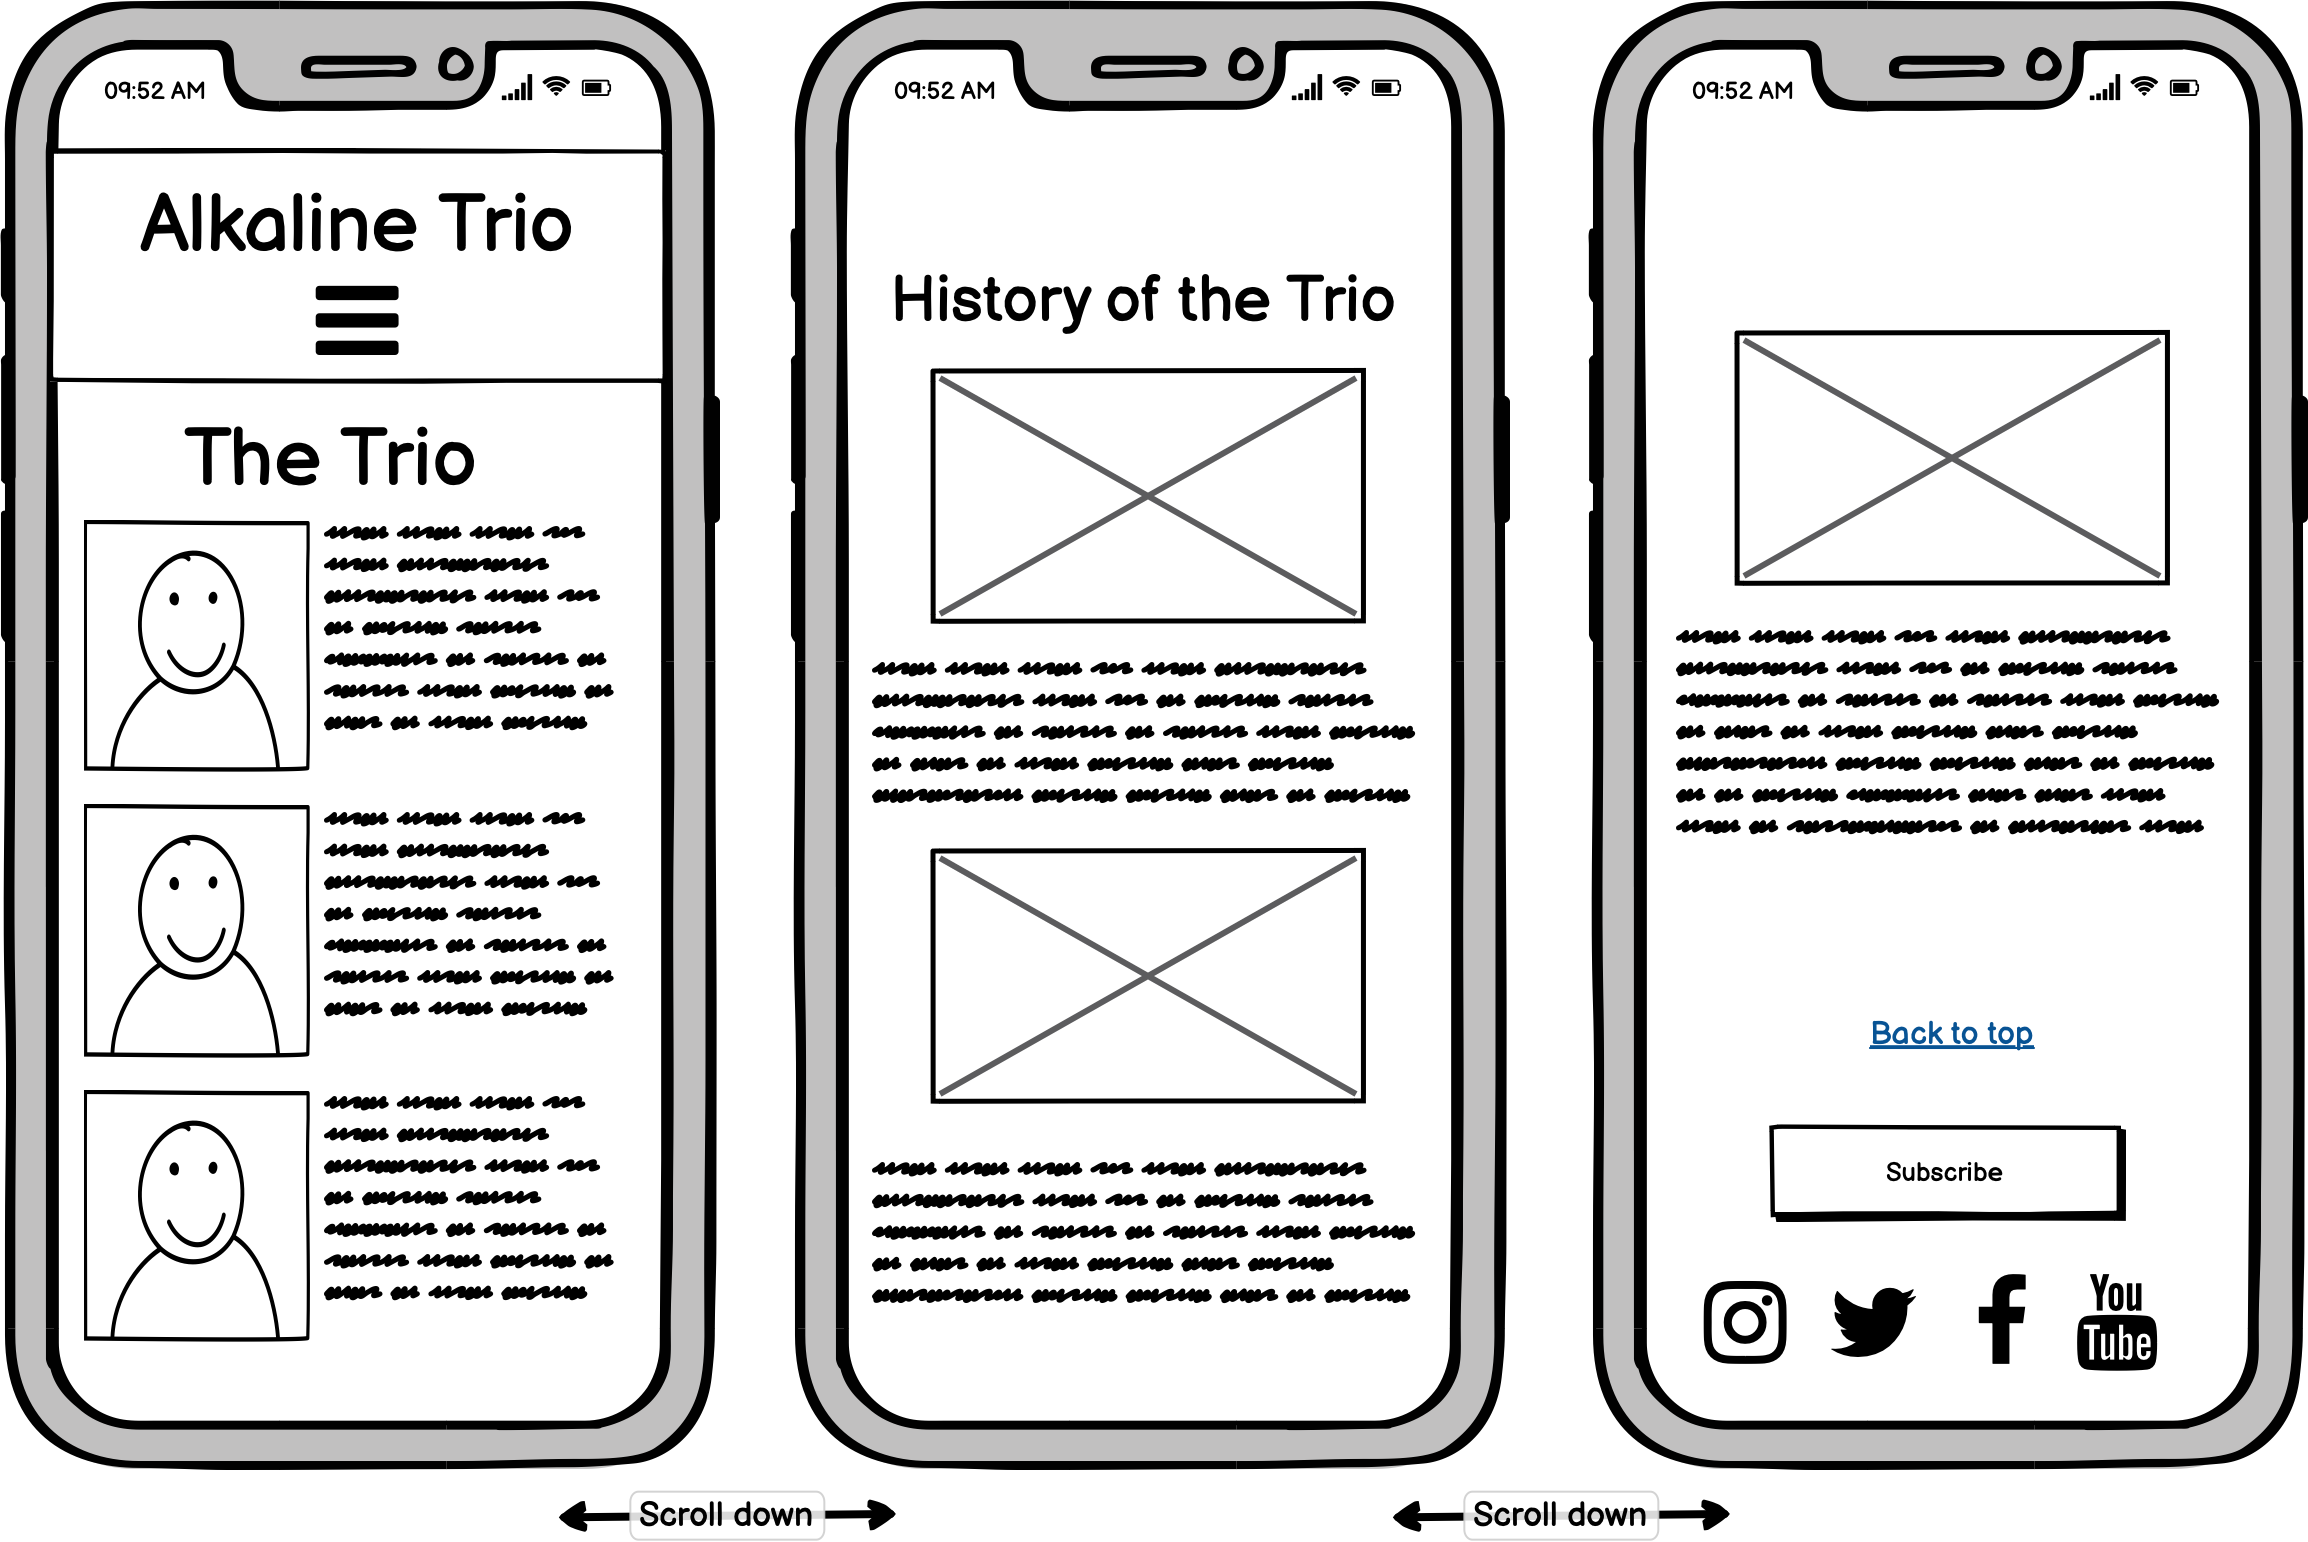 09:52 AM
Alkaline Trio
The Trio
09:52 AM
History of the Trio
09:52 AM
Back to top
Subscribe
You
Tube
Scroll down
Scroll down